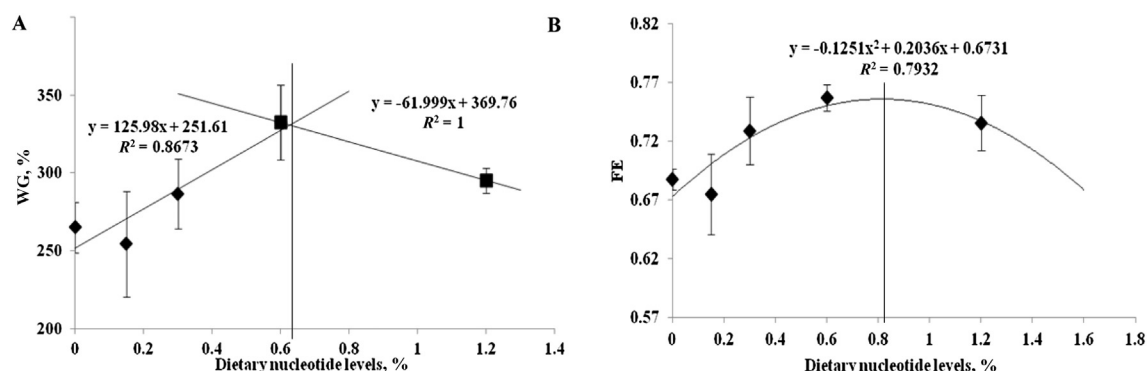 A
WG, %
350
300
250
200
y = 125.98x + 251.61
R² = 0.8673
y = -61.999x + 369.76
R² = 1
0 0.2 0.4 0.6 0.8 1 1.2 1.4
Dietary nucleotide levels, %
B
FE
0.82
0.77
0.72
0.67
0.62
0.57
y = -0.1251x² + 0.2036x + 0.6731
R² = 0.7932
0 0.2 0.4 0.6 0.8 1 1.2 1.4 1.6 1.8
Dietary nucleotide levels, %